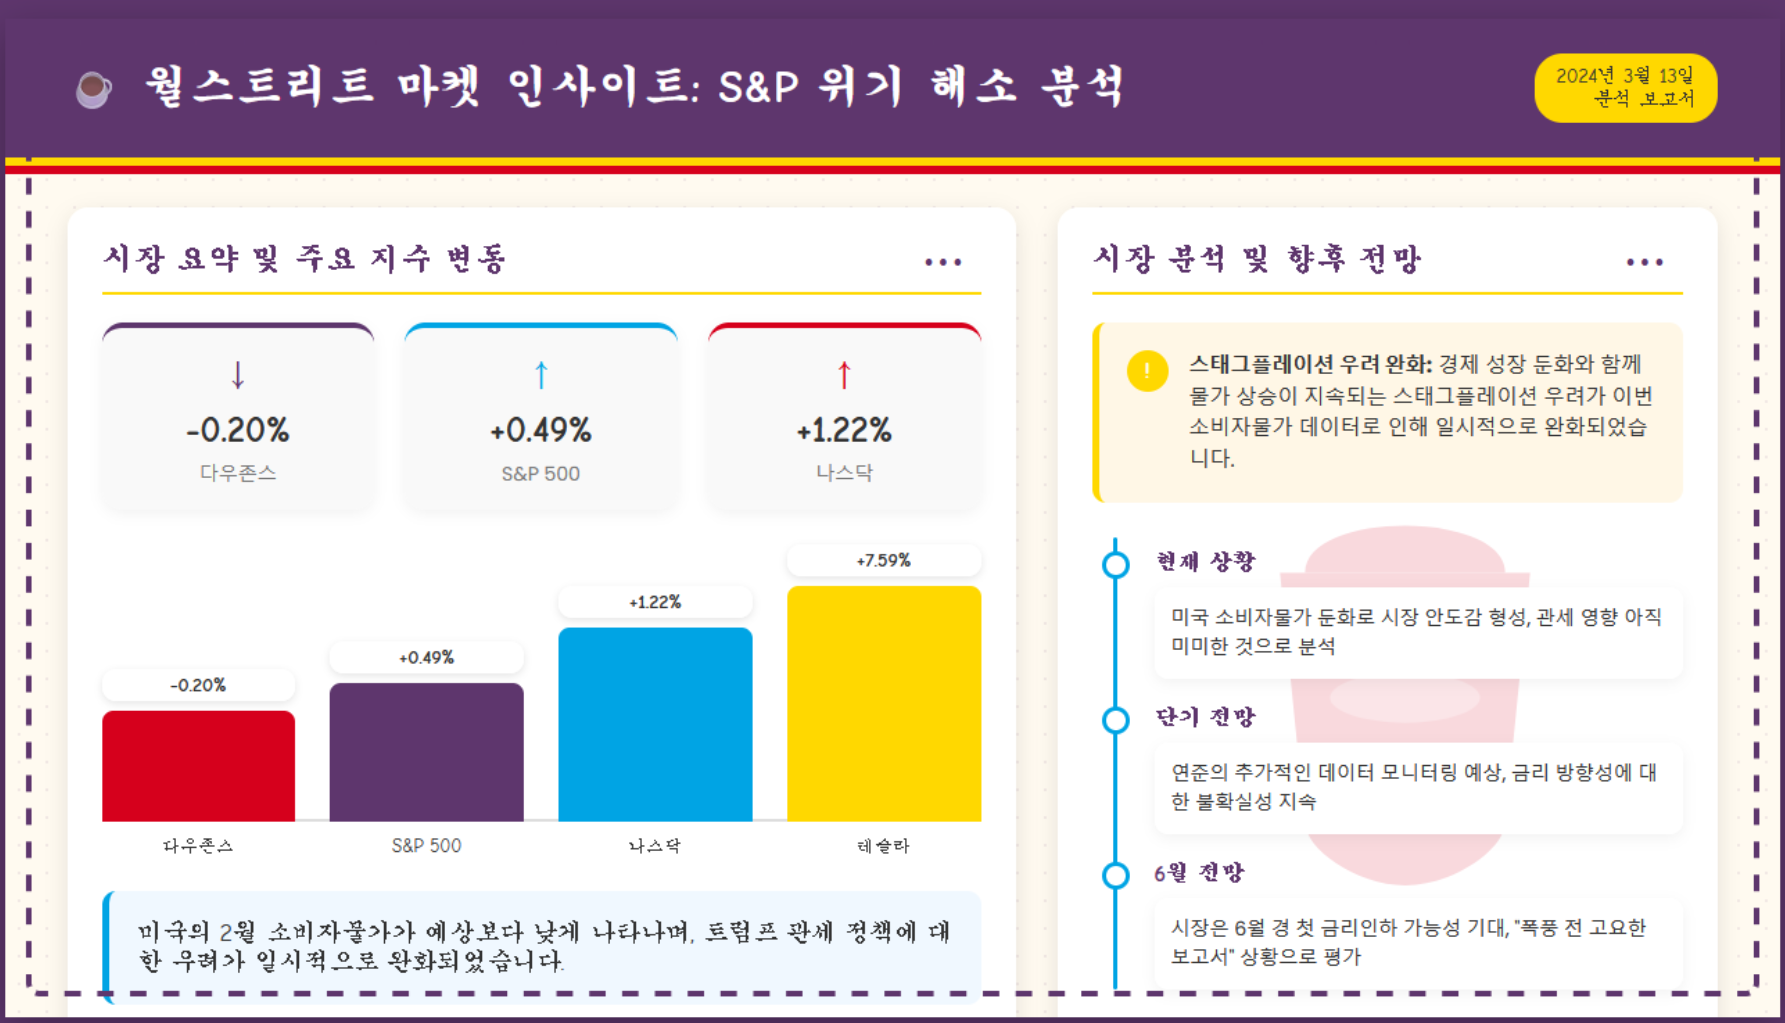 월스트리트 마켓 인사이트: S&P 위기 해소 분석
2024년 3월 13일
분석 보고서
시장 요약 및 주요 지수 변동
↓
-0.20%
다우존스
↑
+0.49%
S&P 500
↑
+1.22%
나스닥
-0.20%
+0.49%
+1.22%
+7.59%
다우존스
S&P 500
나스닥
테슬라
미국의 2월 소비자물가가 예상보다 낮게 나타나며, 트럼프 관세 정책에 대
한 우려가 일시적으로 완화되었습니다.
시장 분석 및 향후 전망
!
스태그플레이션 우려 완화: 경제 성장 둔화와 함께
물가 상승이 지속되는 스태그플레이션 우려가 이번
소비자물가 데이터로 인해 일시적으로 완화되었습
니다.
현재 상황
미국 소비자물가 둔화로 시장 안도감 형성, 관세 영향 아직
미미한 것으로 분석
단기 전망
연준의 추가적인 데이터 모니터링 예상, 금리 방향성에 대
한 불확실성 지속
6월 전망
시장은 6월 경 첫 금리인하 가능성 기대, "폭풍 전 고요한
보고서" 상황으로 평가